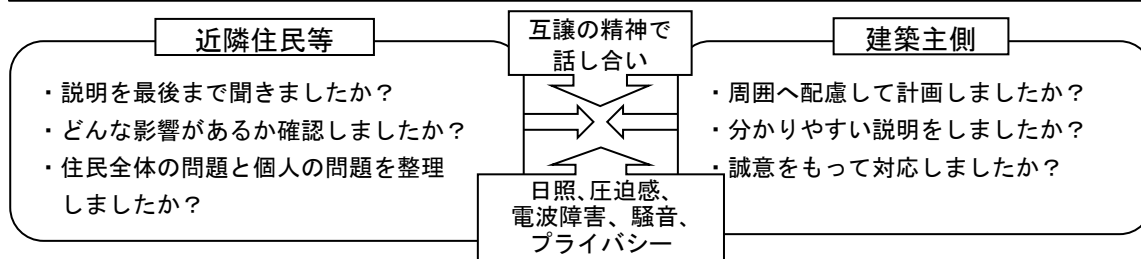 近隣住民等
・説明を最後まで聞きましたか？
・どんな影響があるか確認しましたか？
・住民全体の問題と個人の問題を整理
しましたか？
互譲の精神で
話し合い
日照、圧迫感、
電波障害、騒音、
プライバシー
建築主側
・周囲へ配慮して計画しましたか？
・分かりやすい説明をしましたか？
・誠意をもって対応しましたか？